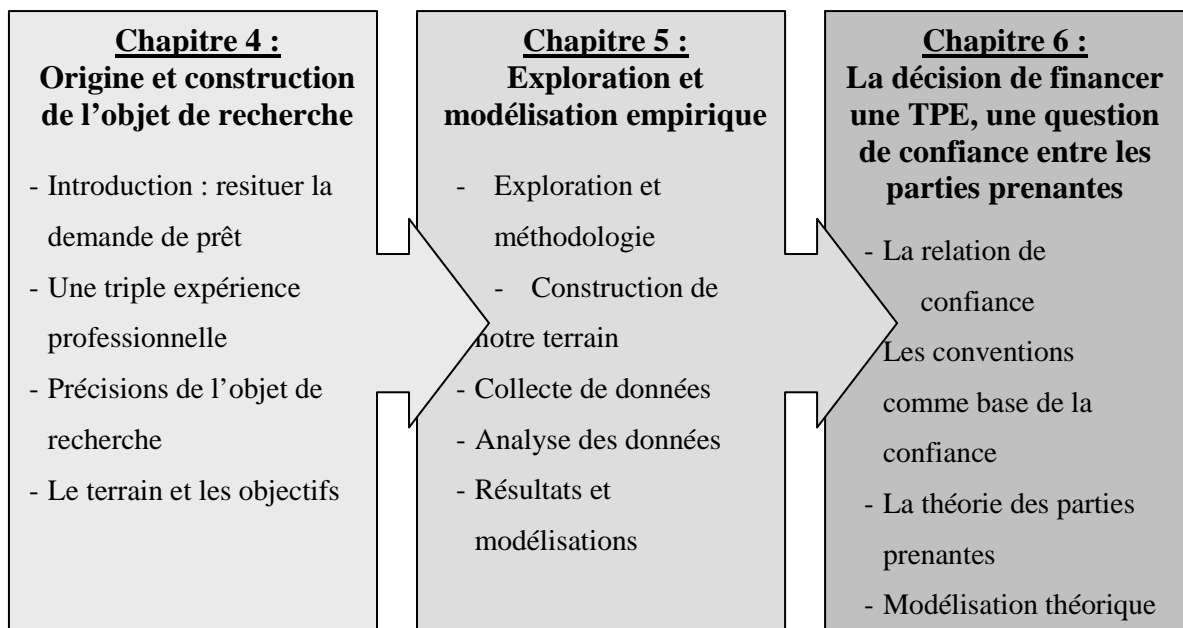 Chapitre 4 :
Origine et construction
de l’objet de recherche
- Introduction : resituer la
demande de prêt
- Une triple expérience
professionnelle
- Précisions de l’objet de
recherche
- Le terrain et les objectifs
Chapitre 5 :
Exploration et
modélisation empirique
- Exploration et
méthodologie
- Construction de
notre terrain
- Collecte de données
- Analyse des données
- Résultats et
modélisations
Chapitre 6 :
La décision de financer
une TPE, une question
de confiance entre les
parties prenantes
- La relation de
confiance
Les conventions
comme base de la
confiance
- La théorie des parties
prenantes
- Modélisation théorique